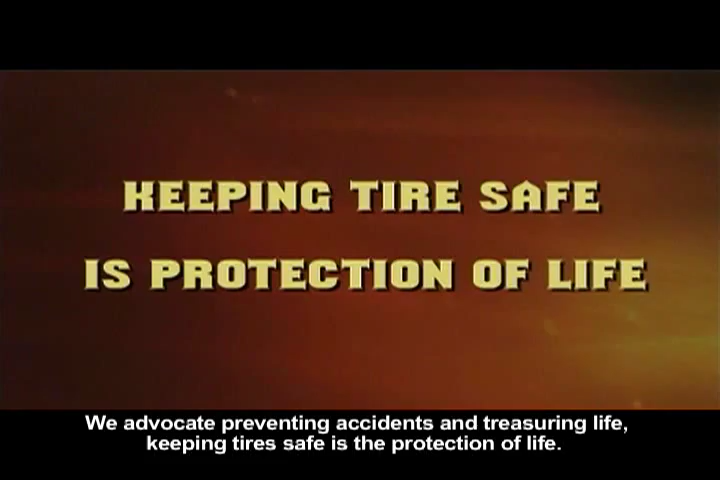 KEEPING TIRE SAFE
IS PROTECTION OF LIFE
We advocate preventing accidents and treasuring life,
keeping tires safe is the protection of life.